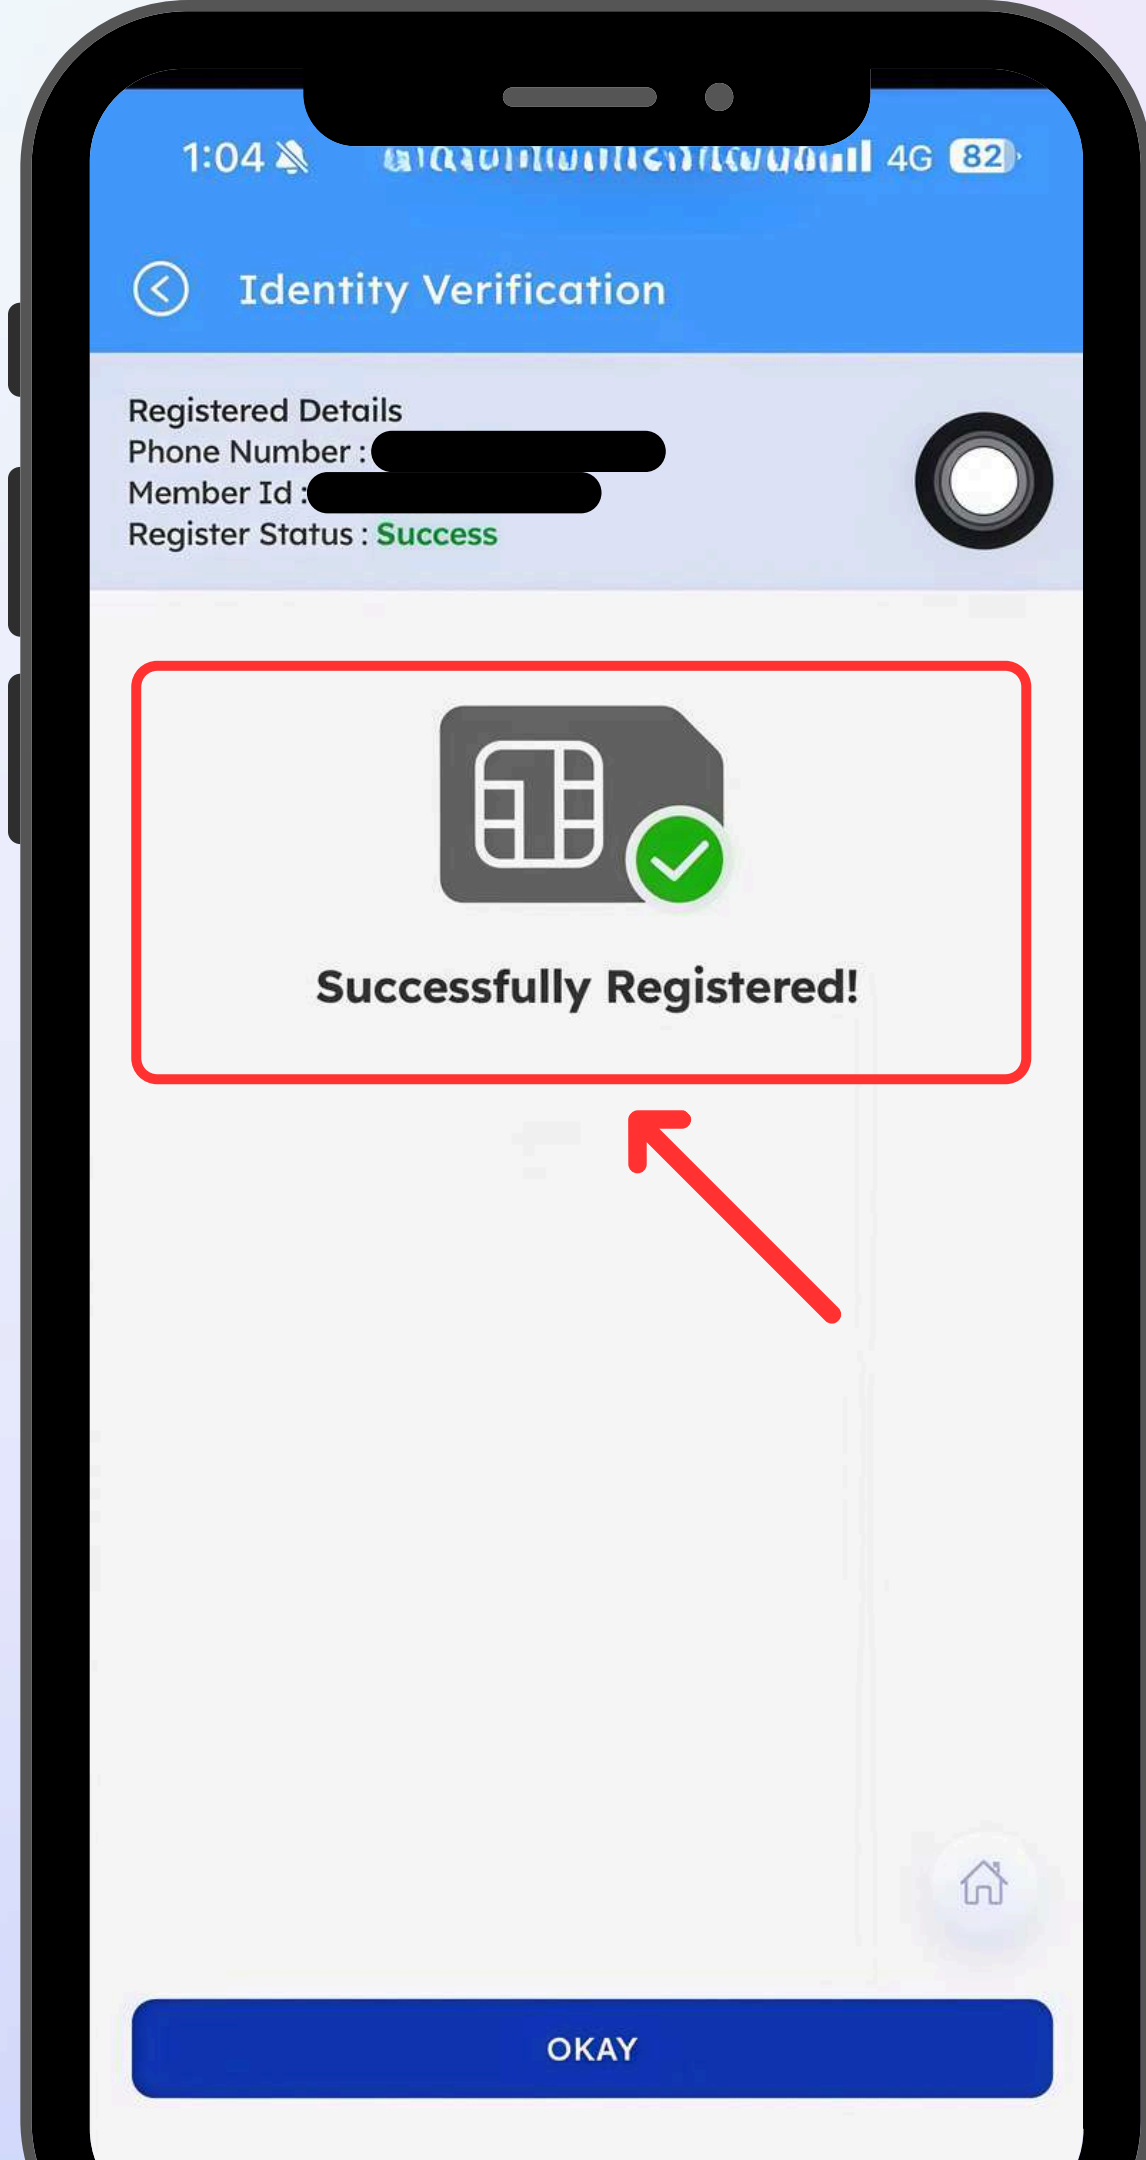 1:04
4G 82
Identity Verification
Registered Details
Phone Number :
Member Id :
Register Status : Success
Successfully Registered!
OKAY